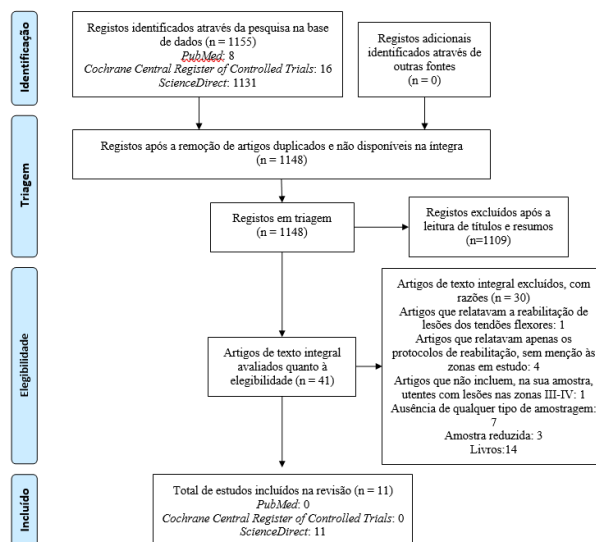 Identificação
Registos identificados através da pesquisa na base
de dados (n = 1155)
PubMed: 8
Cochrane Central Register of Controlled Trials: 16
ScienceDirect: 1131
Registos adicionais
identificados através de
outras fontes
(n = 0)
Triagem
Registos após a remoção de artigos duplicados e não disponíveis na íntegra
(n = 1148)
Registos em triagem
(n = 1148)
Registos excluídos após a
leitura de títulos e resumos
(n=1109)
Elegibilidade
Artigos de texto integral
avaliados quanto à
elegibilidade (n = 41)
Artigos de texto integral excluídos, com
razões (n = 30)
Artigos que relatavam a reabilitação de
lesões dos tendões flexores: 1
Artigos que relatavam apenas os
protocolos de reabilitação, sem menção às
zonas em estudo: 4
Artigos que não incluem, na sua amostra,
utentes com lesões nas zonas III-IV: 1
Ausência de qualquer tipo de amostragem:
7
Amostra reduzida: 3
Livros:14
Incluído
Total de estudos incluídos na revisão (n = 11)
PubMed: 0
Cochrane Central Register of Controlled Trials: 0
ScienceDirect: 11